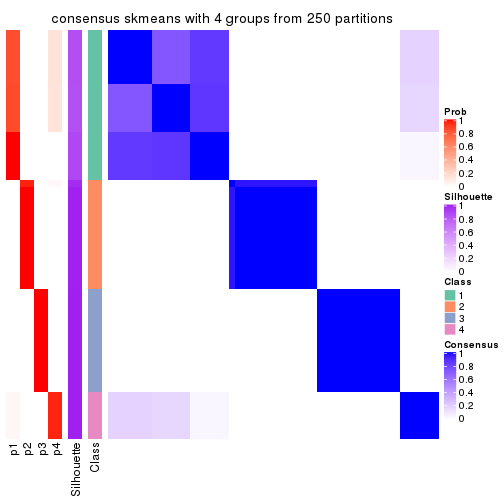 consensus skmeans with 4 groups from 250 partitions
Prob
1
0.8
0.6
0.4
0.2
0
Silhouette
1
0.8
0.6
0.4
0.2
0
Class
1
2
3
4
Consensus
1
0.8
0.6
0.4
0.2
0
p1
p2
p3
p4
Silhouette
Class